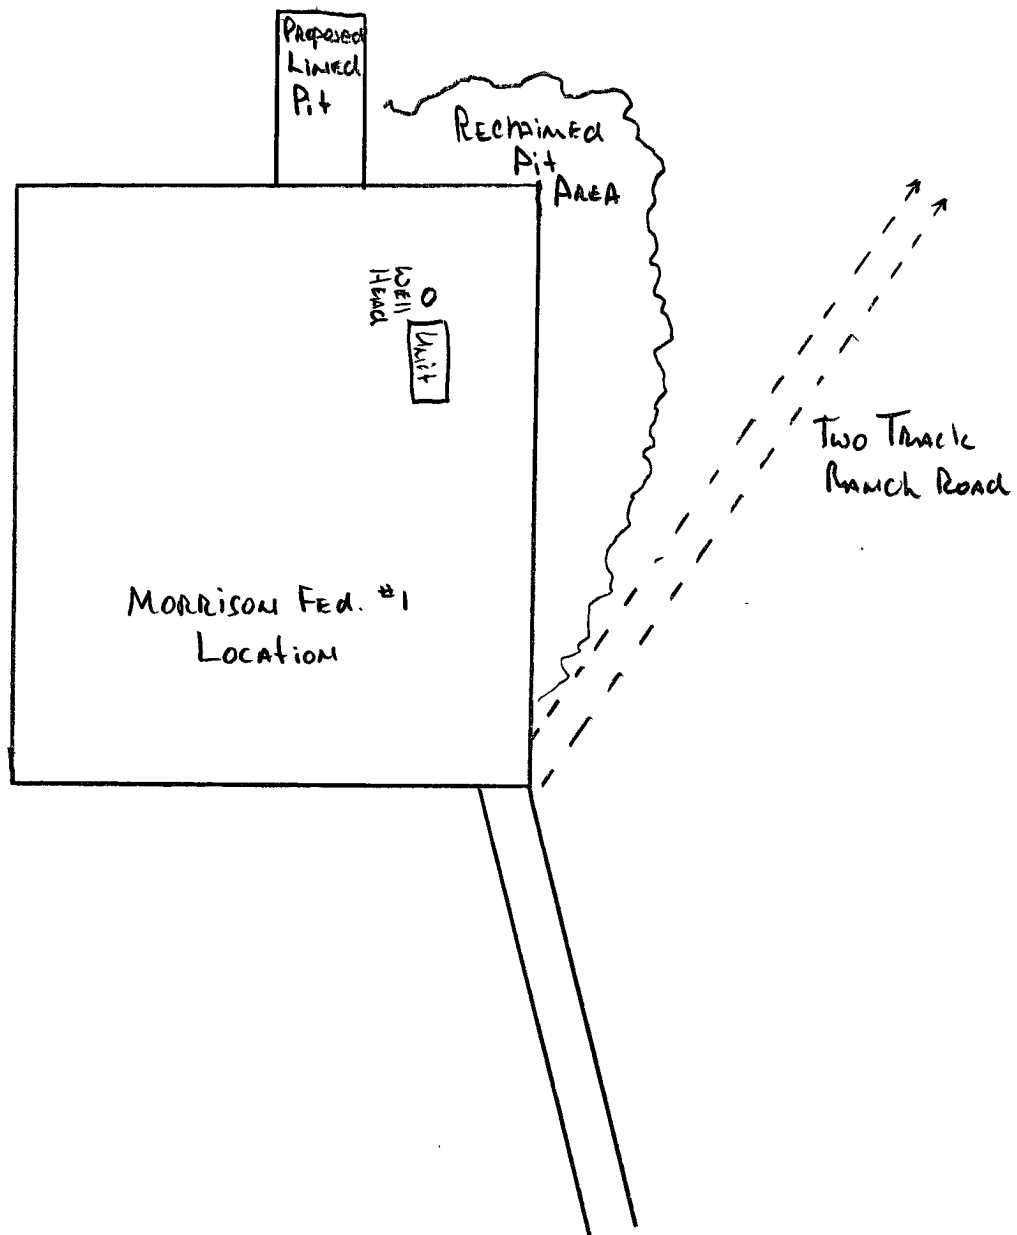 Proposed
Lined
Pit
Reclaimed
Pit
Area
Well
Head
Unit
Two Track
Ranch Road
Morrison Fed. #1
Location